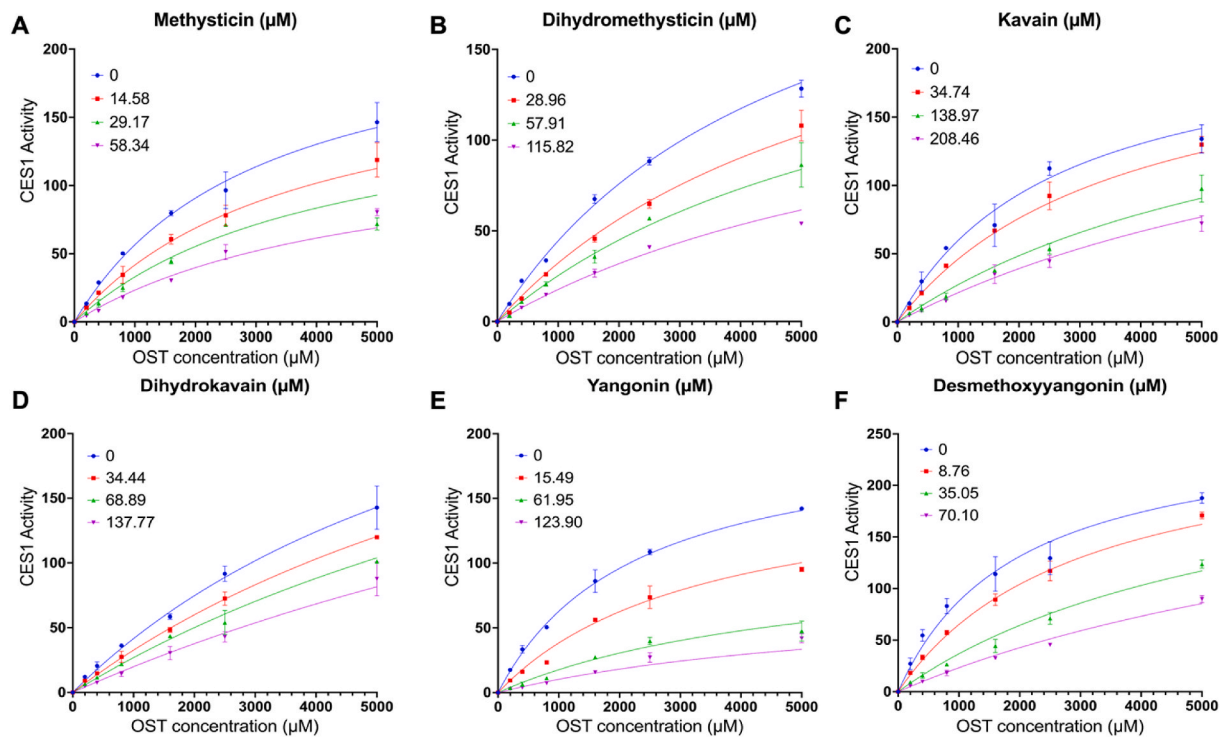 A
Methysticin (µM)
CES1 Activity
200
150
100
50
0
0
14.58
29.17
58.34
0 1000 2000 3000 4000 5000
OST concentration (µM)
B
Dihydromethysticin (µM)
CES1 Activity
150
100
50
0
0
28.96
57.91
115.82
0 1000 2000 3000 4000 5000
OST concentration (µM)
C
Kavain (µM)
CES1 Activity
200
150
100
50
0
0
34.74
138.97
208.46
0 1000 2000 3000 4000 5000
OST concentration (µM)
D
Dihydrokavain (µM)
CES1 Activity
200
150
100
50
0
0
34.44
68.89
137.77
0 1000 2000 3000 4000 5000
OST concentration (µM)
E
Yangonin (µM)
CES1 Activity
200
150
100
50
0
0
15.49
61.95
123.90
0 1000 2000 3000 4000 5000
OST concentration (µM)
F
Desmethoxyyangonin (µM)
CES1 Activity
250
200
150
100
50
0
0
8.76
35.05
70.10
0 1000 2000 3000 4000 5000
OST concentration (µM)